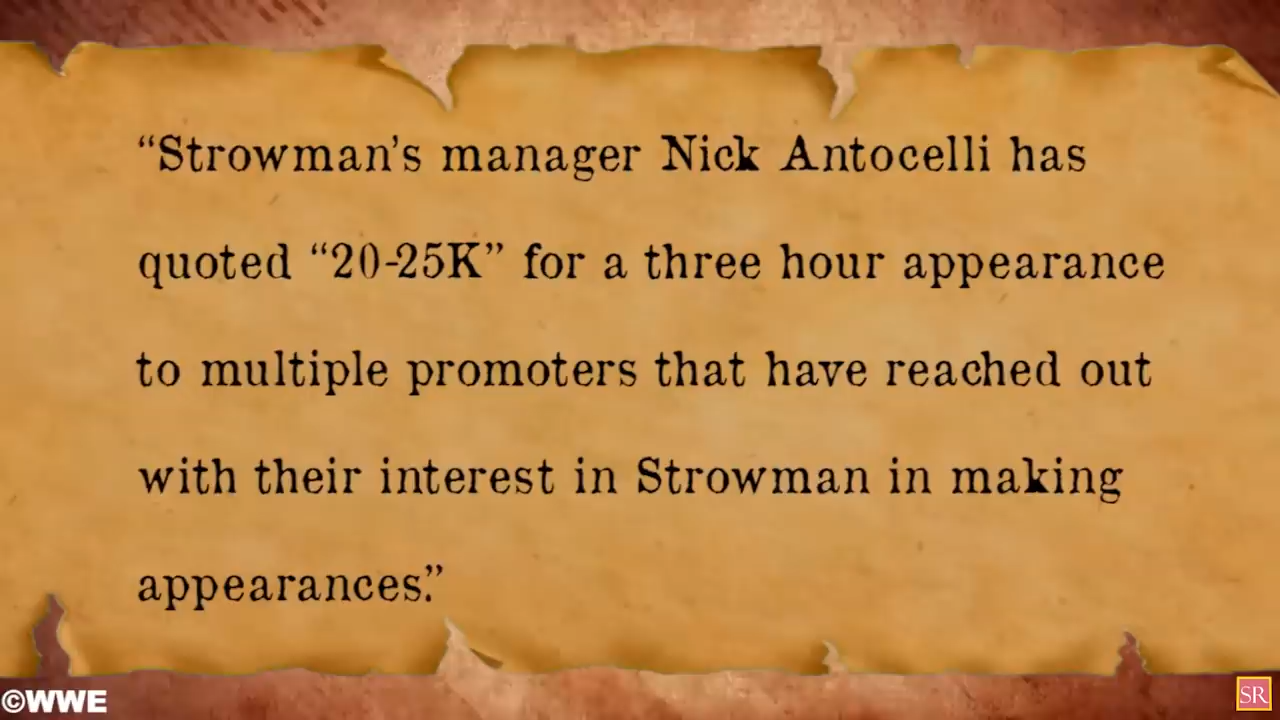 “Strowman’s manager Nick Antocelli has
quoted “20-25K” for a three hour appearance
to multiple promoters that have reached out
with their interest in Strowman in making
appearances.”
©WWE
SR